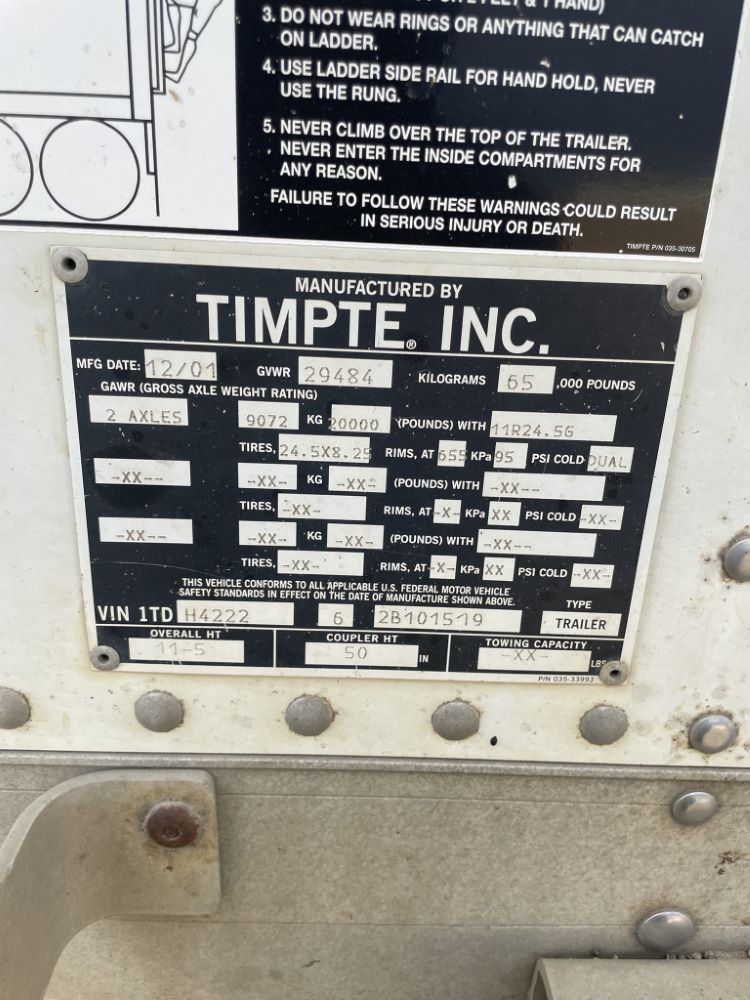 & 1 HAND)
3. DO NOT WEAR RINGS OR ANYTHING THAT CAN CATCH
ON LADDER.
4. USE LADDER SIDE RAIL FOR HAND HOLD, NEVER
USE THE RUNG.
5. NEVER CLIMB OVER THE TOP OF THE TRAILER.
NEVER ENTER THE INSIDE COMPARTMENTS FOR
ANY REASON.
FAILURE TO FOLLOW THESE WARNINGS COULD RESULT
IN SERIOUS INJURY OR DEATH.
TIMPTE P/N 035-30705
MANUFACTURED BY
TIMPTE® INC.
MFG DATE: 12/01 GVWR 29484 KILOGRAMS 65 ,000 POUNDS
GAWR (GROSS AXLE WEIGHT RATING)
2 AXLES 9072 KG 20000 (POUNDS) WITH 11R24.5G
TIRES, 24.5X8.25 RIMS, AT 655 KPa 95 PSI COLD DUAL
-XX-- -XX- KG -XX- (POUNDS) WITH -XX--
TIRES, -XX- RIMS, AT -X- KPa XX PSI COLD -XX-
-XX-- -XX- KG -XX- (POUNDS) WITH -XX--
TIRES, -XX- RIMS, AT -X- KPa XX PSI COLD -XX-
THIS VEHICLE CONFORMS TO ALL APPLICABLE U.S. FEDERAL MOTOR VEHICLE
SAFETY STANDARDS IN EFFECT ON THE DATE OF MANUFACTURE SHOWN ABOVE.
VIN 1TD H4222 6 2B101519 TYPE TRAILER
OVERALL HT COUPLER HT TOWING CAPACITY
11-5 50 IN -XX- LBS
P/N 035-33993